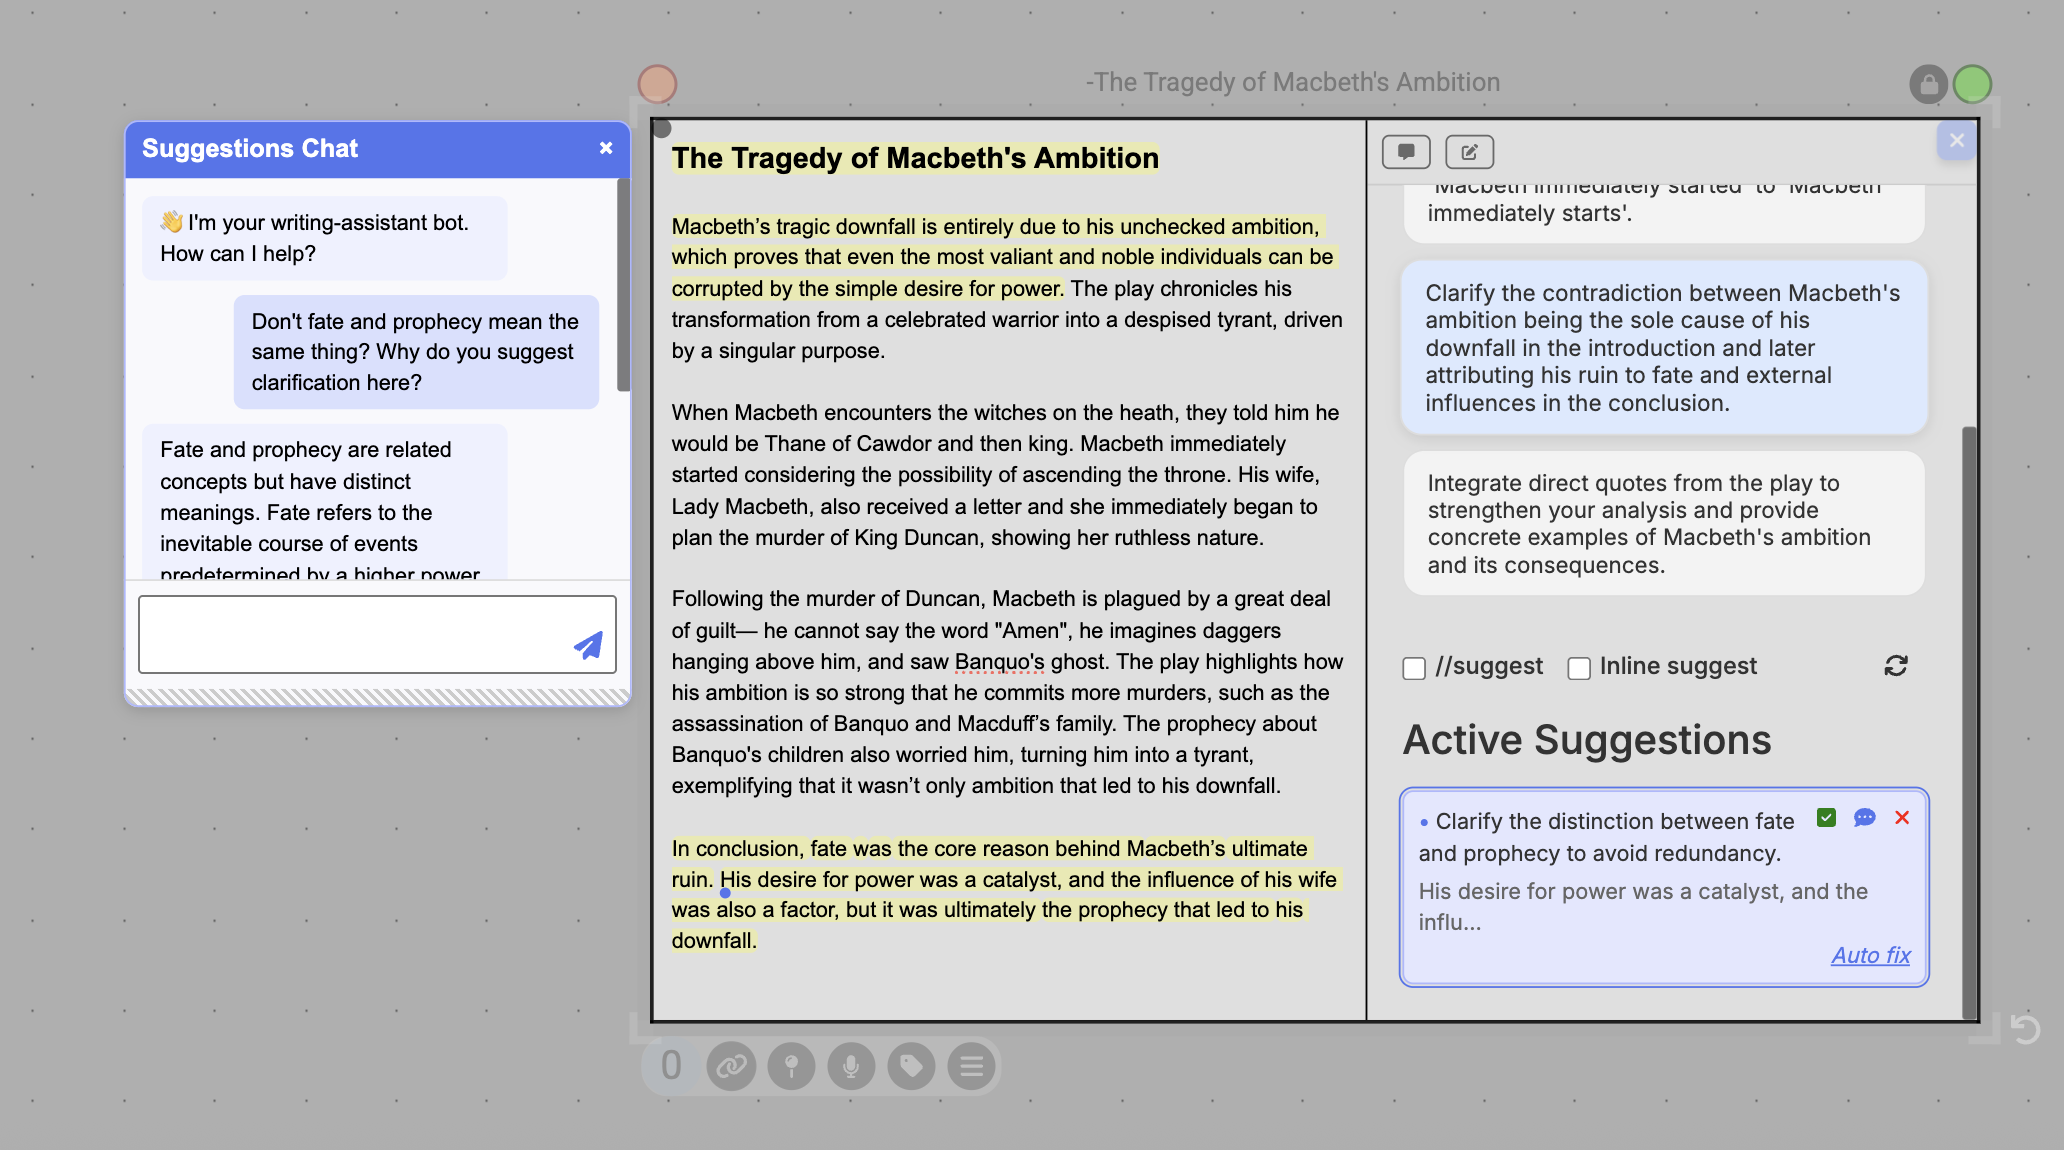 -The Tragedy of Macbeth's Ambition
Suggestions Chat
👋 I'm your writing-assistant bot.
How can I help?
Don't fate and prophecy mean the
same thing? Why do you suggest
clarification here?
Fate and prophecy are related
concepts but have distinct
meanings. Fate refers to the
inevitable course of events
predetermined by a higher power
The Tragedy of Macbeth's Ambition
Macbeth’s tragic downfall is entirely due to his unchecked ambition,
which proves that even the most valiant and noble individuals can be
corrupted by the simple desire for power. The play chronicles his
transformation from a celebrated warrior into a despised tyrant, driven
by a singular purpose.
When Macbeth encounters the witches on the heath, they told him he
would be Thane of Cawdor and then king. Macbeth immediately
started considering the possibility of ascending the throne. His wife,
Lady Macbeth, also received a letter and she immediately began to
plan the murder of King Duncan, showing her ruthless nature.
Following the murder of Duncan, Macbeth is plagued by a great deal
of guilt— he cannot say the word "Amen", he imagines daggers
hanging above him, and saw Banquo's ghost. The play highlights how
his ambition is so strong that he commits more murders, such as the
assassination of Banquo and Macduff’s family. The prophecy about
Banquo's children also worried him, turning him into a tyrant,
exemplifying that it wasn’t only ambition that led to his downfall.
In conclusion, fate was the core reason behind Macbeth’s ultimate
ruin. His desire for power was a catalyst, and the influence of his wife
was also a factor, but it was ultimately the prophecy that led to his
downfall.
'Macbeth immediately started' to 'Macbeth
immediately starts'.
Clarify the contradiction between Macbeth's
ambition being the sole cause of his
downfall in the introduction and later
attributing his ruin to fate and external
influences in the conclusion.
Integrate direct quotes from the play to
strengthen your analysis and provide
concrete examples of Macbeth's ambition
and its consequences.
//suggest Inline suggest
Active Suggestions
• Clarify the distinction between fate
and prophecy to avoid redundancy.
His desire for power was a catalyst, and the
influ...
Auto fix
0